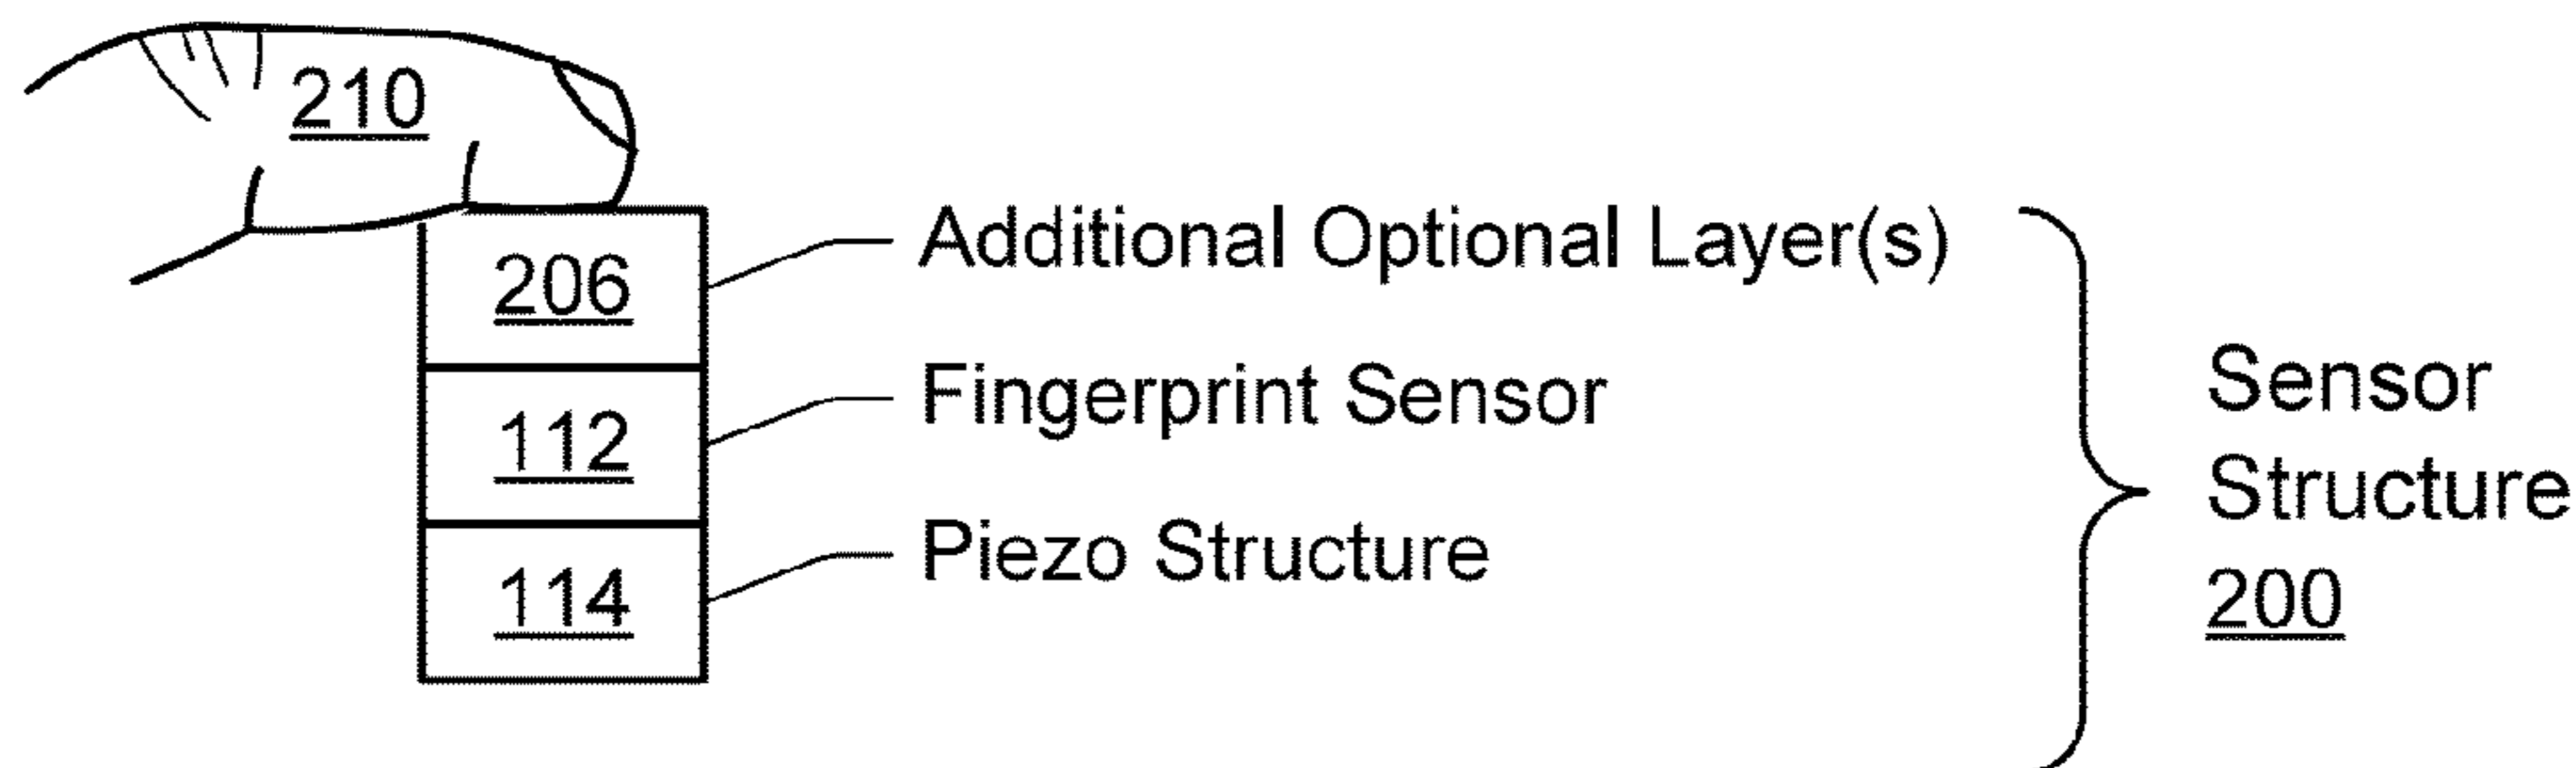 210
206
Additional Optional Layer(s)
112
Fingerprint Sensor
114
Piezo Structure
Sensor
Structure
200